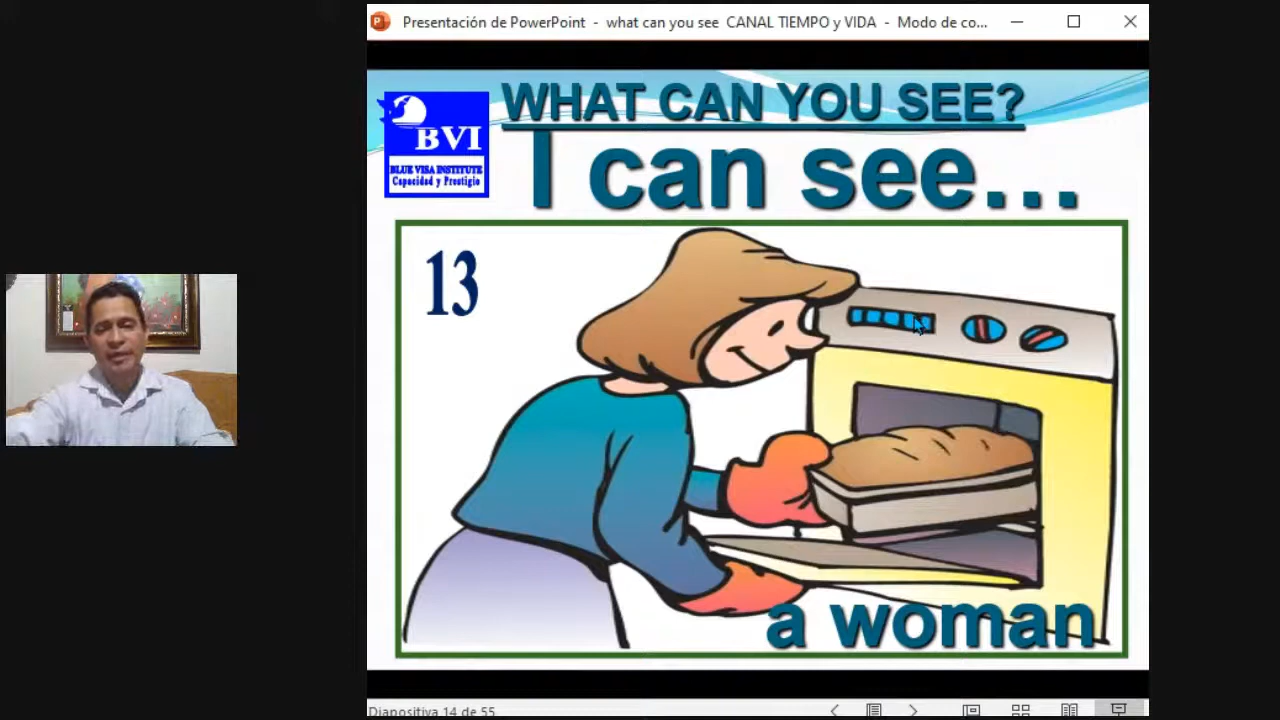 Presentación de PowerPoint - what can you see CANAL TIEMPO y VIDA - Modo de co...
WHAT CAN YOU SEE?
I can see...
BVI
BLUE VISA INSTITUTE
Capacidad y Prestigio
13
a woman
Diapositiva 14 de 55